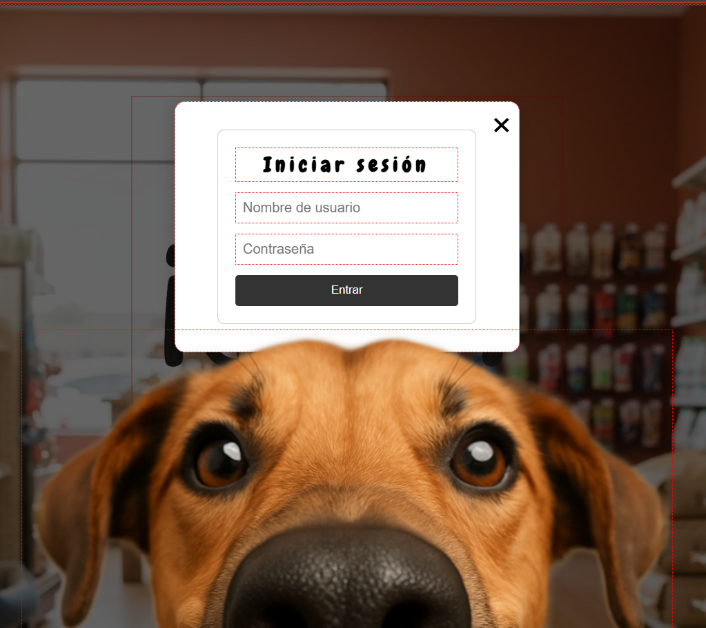 Iniciar sesión
Nombre de usuario
Contraseña
Entrar